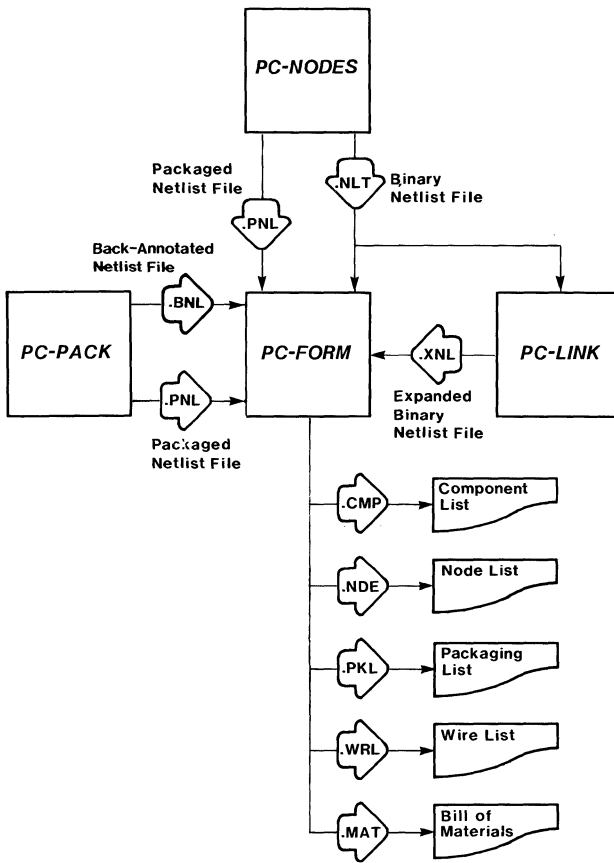 PC-NODES
Packaged
Netlist File
.NLT
Binary
Netlist File
.PNL
Back-Annotated
Netlist File
.BNL
PC-PACK
PC-FORM
.XNL
PC-LINK
.PNL
Packaged
Netlist File
Expanded
Binary
Netlist File
.CMP
Component
List
.NDE
Node List
.PKL
Packaging
List
.WRL
Wire List
.MAT
Bill of
Materials